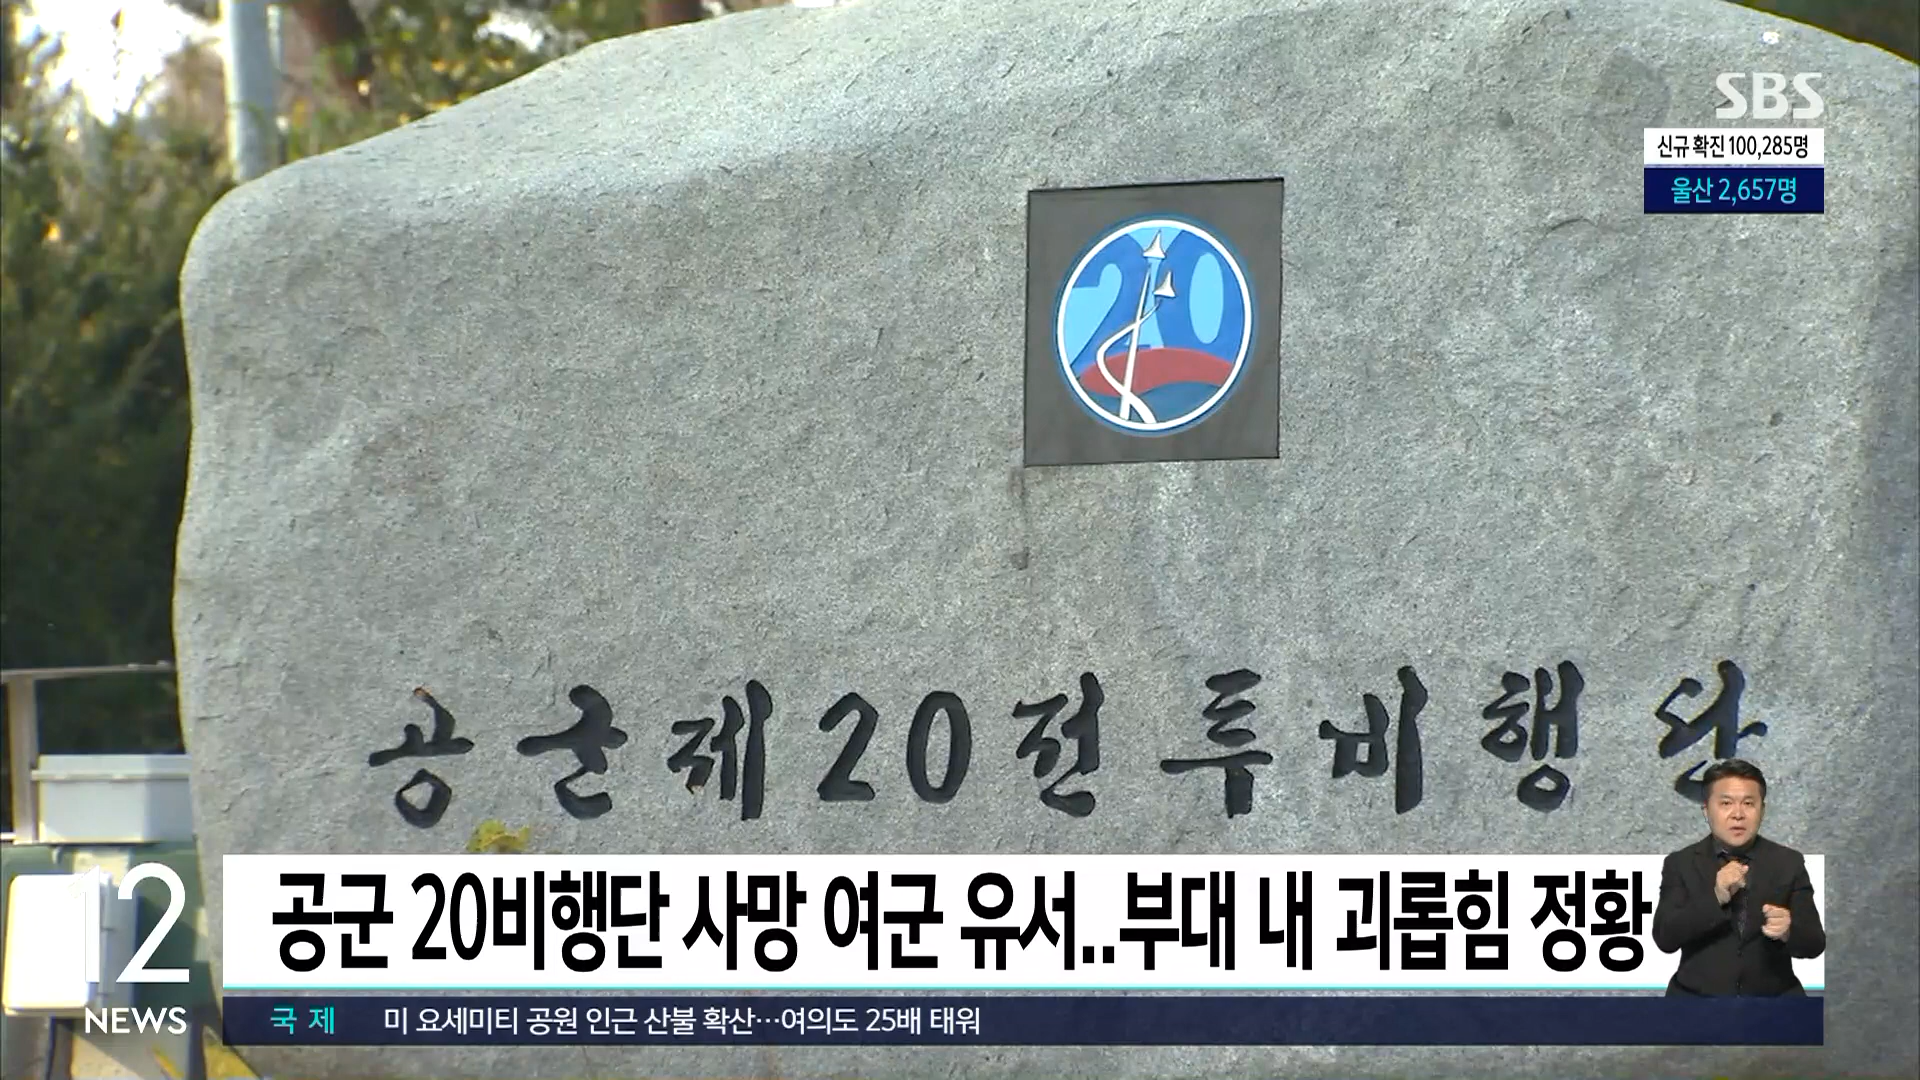 SBS
신규 확진 100,285명
울산 2,657명
20
공군제20전투비행단
12
NEWS
공군 20비행단 사망 여군 유서..부대 내 괴롭힘 정황
국제 미 요세미티 공원 인근 산불 확산…여의도 25배 태워